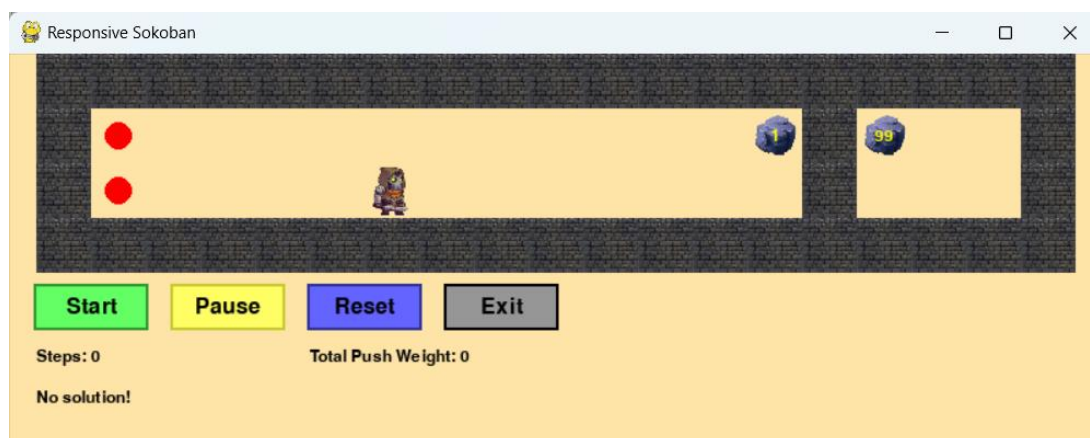 Responsive Sokoban
1
99
Start
Pause
Reset
Exit
Steps: 0
Total Push Weight: 0
No solution!